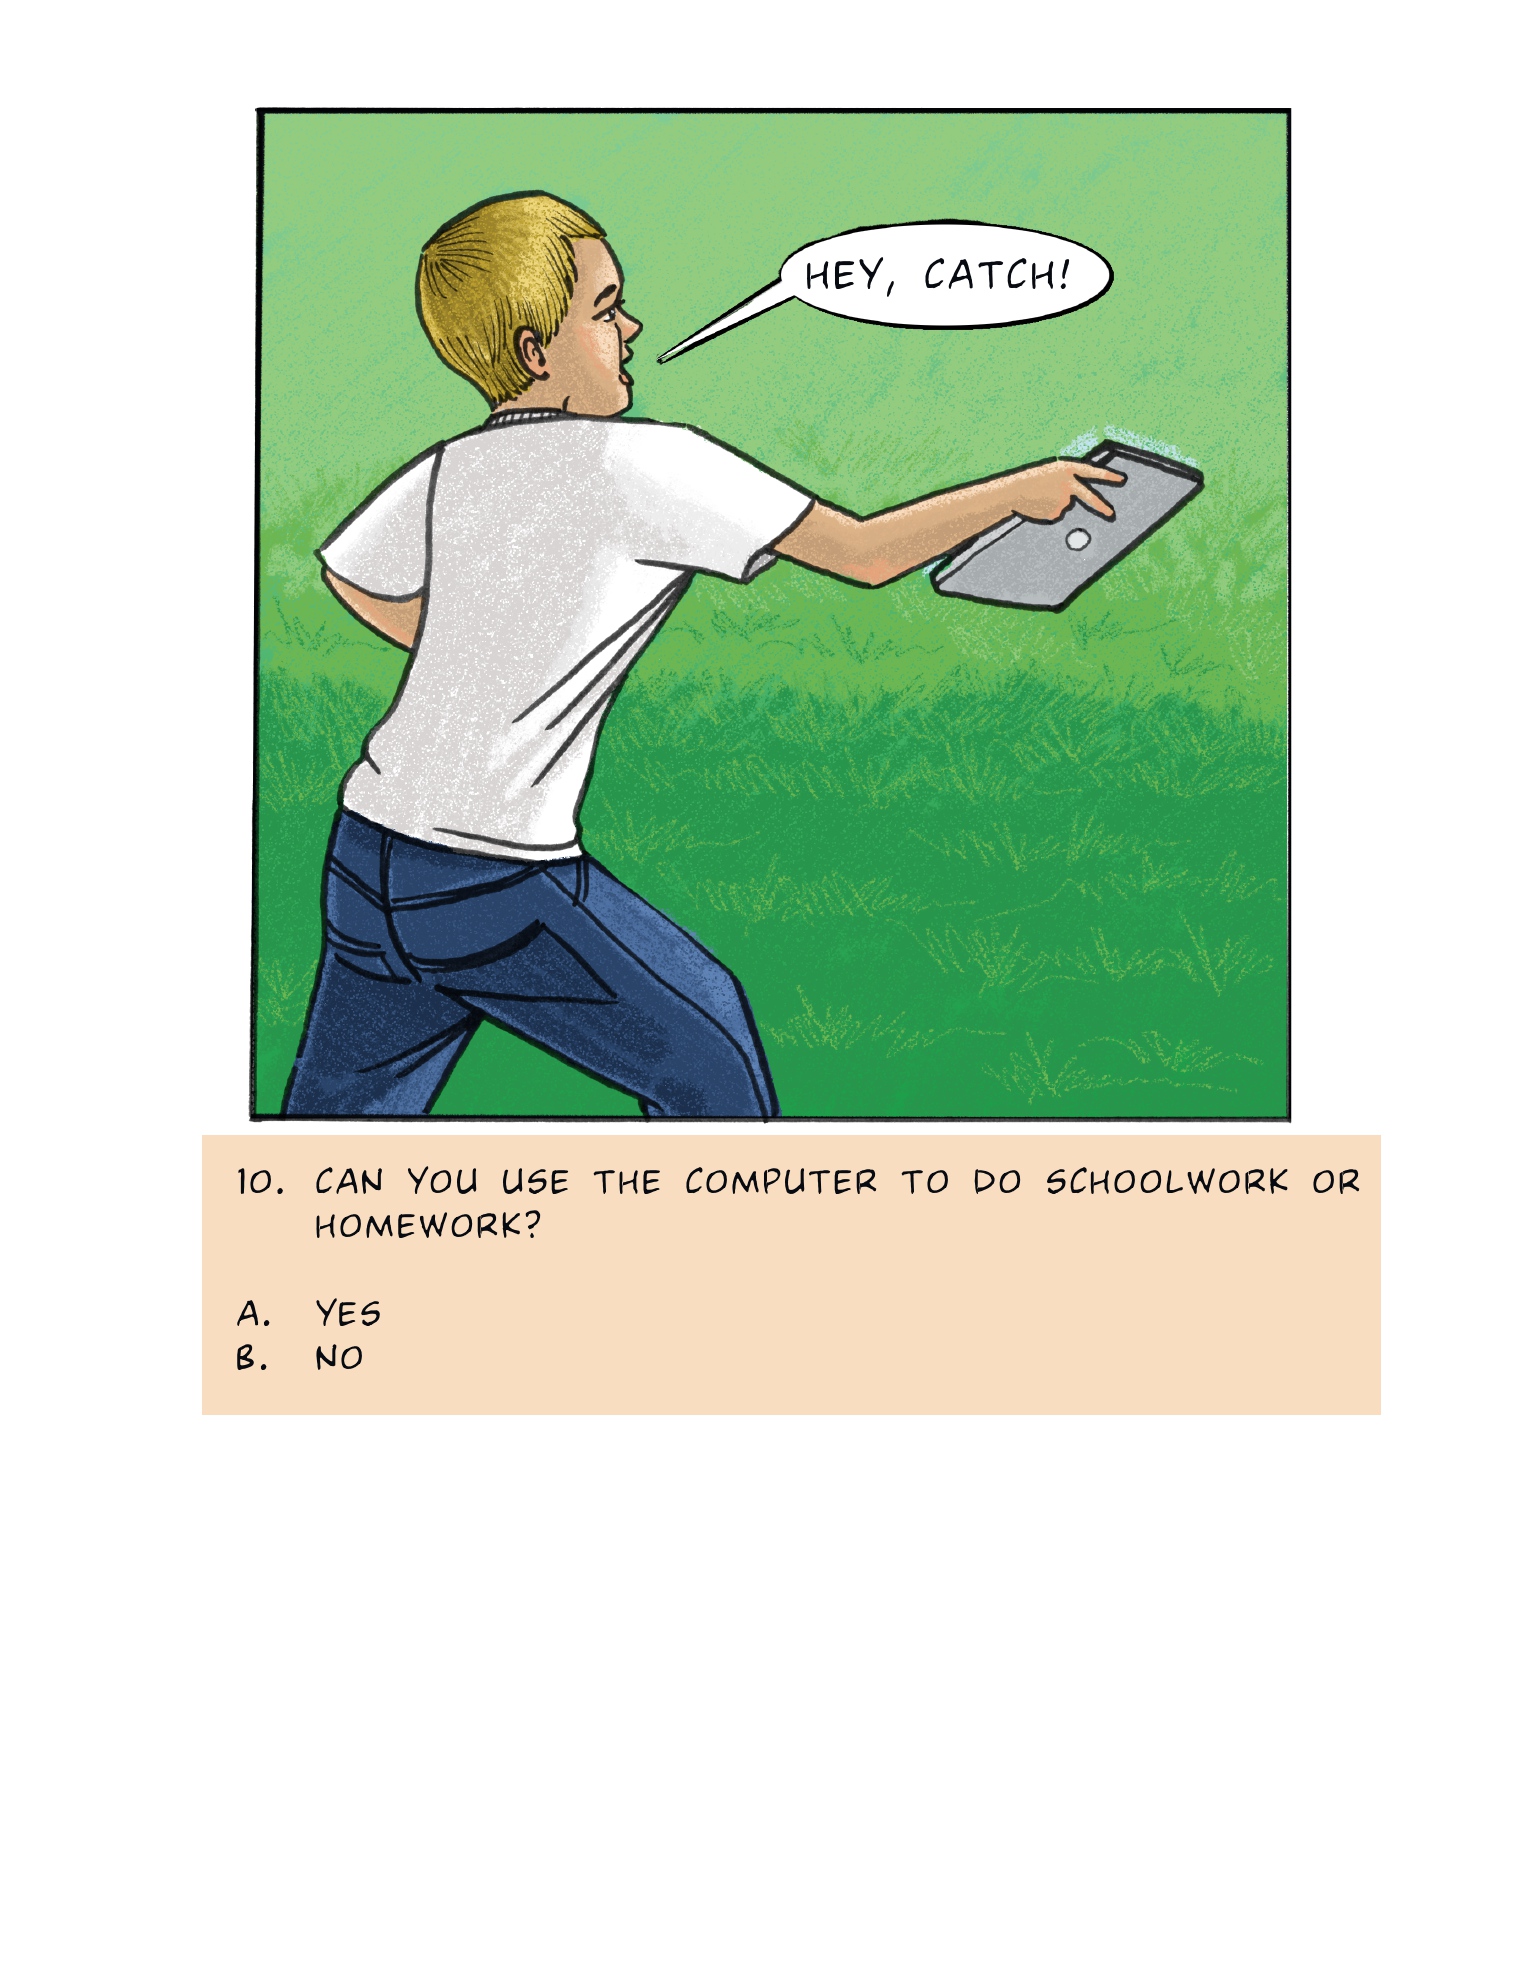 HEY, CATCH!
10. CAN YOU USE THE COMPUTER TO DO SCHOOLWORK OR
HOMEWORK?
A. YES
B. NO